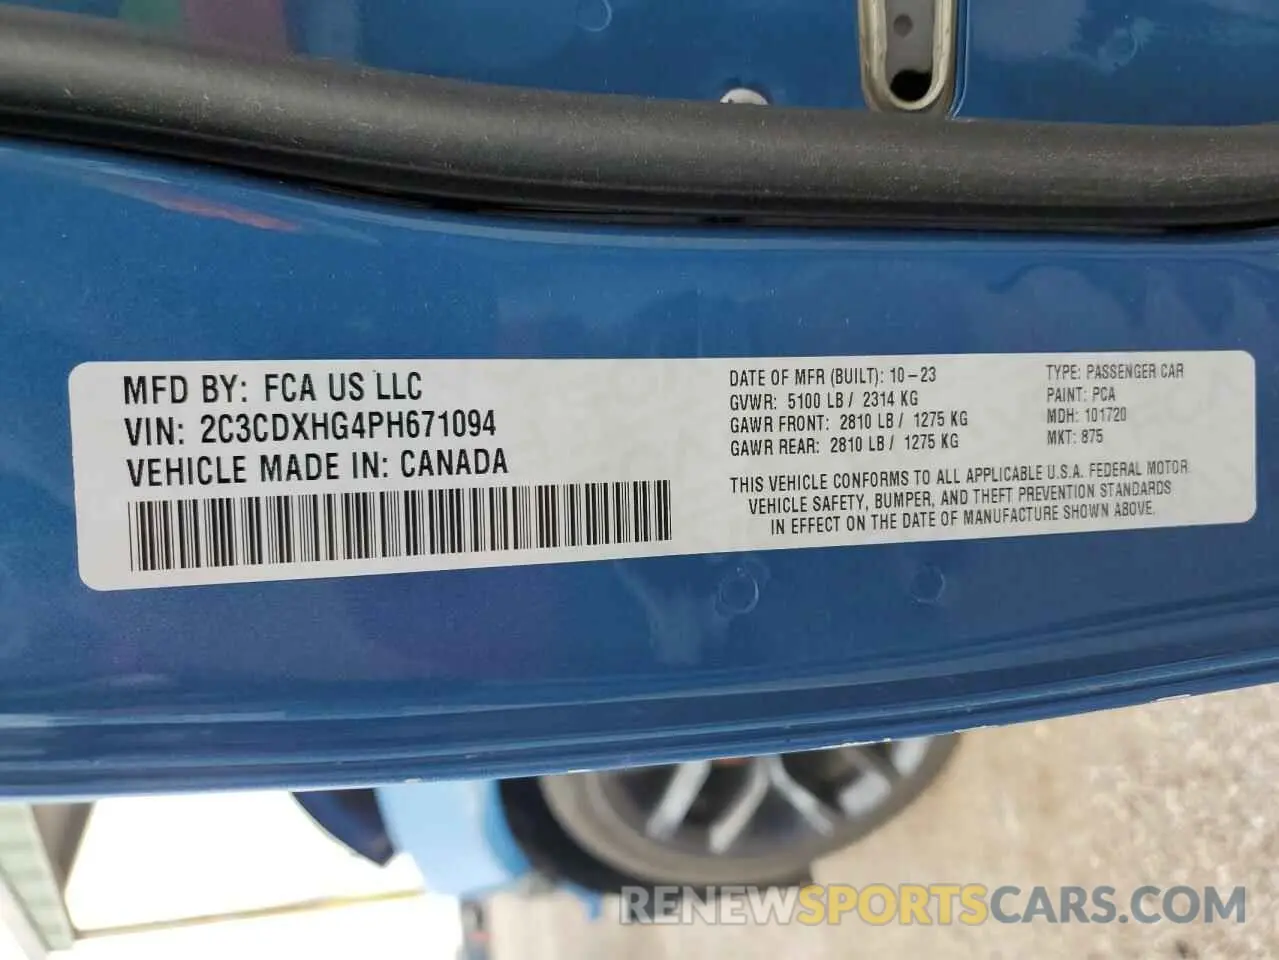 MFD BY: FCA US LLC
VIN: 2C3CDXHG4PH671094
VEHICLE MADE IN: CANADA
DATE OF MFR (BUILT): 10-23
GVWR: 5100 LB / 2314 KG
GAWR FRONT: 2810 LB / 1275 KG
GAWR REAR: 2810 LB / 1275 KG
TYPE: PASSENGER CAR
PAINT: PCA
MDH: 101720
MKT: 875
THIS VEHICLE CONFORMS TO ALL APPLICABLE U.S.A. FEDERAL MOTOR
VEHICLE SAFETY, BUMPER, AND THEFT PREVENTION STANDARDS
IN EFFECT ON THE DATE OF MANUFACTURE SHOWN ABOVE.
RENEWSPORTSCARS.COM